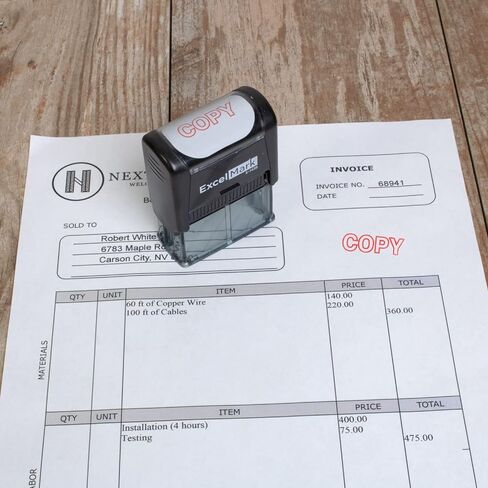 COPY
ExcelMark
NEXT
INVOICE
INVOICE NO. 68941
DATE
SOLD TO
Robert White
6783 Maple
Carson City, NV
COPY
QTY UNIT ITEM PRICE TOTAL
MATERIALS
60 ft of Copper Wire 140.00
100 ft of Cables 220.00
360.00
QTY UNIT ITEM PRICE TOTAL
Installation (4 hours) 400.00
Testing 75.00
475.00